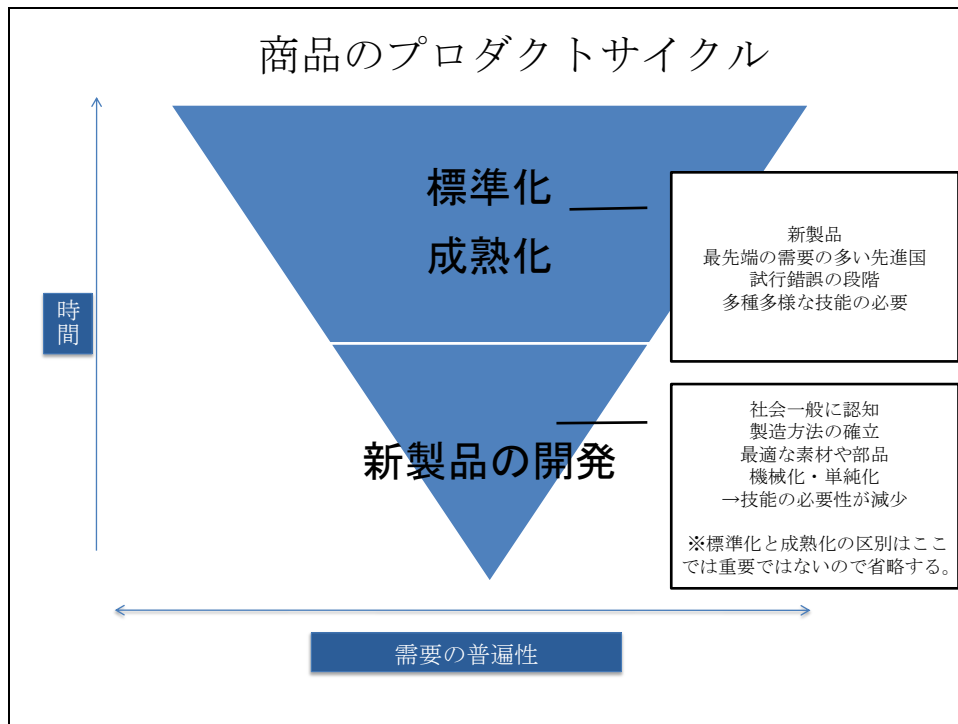 商品のプロダクトサイクル
標準化
成熟化
新製品
最先端の需要の多い先進国
試行錯誤の段階
多種多様な技能の必要
時
間
新製品の開発
社会一般に認知
製造方法の確立
最適な素材や部品
機械化・単純化
→技能の必要性が減少
※標準化と成熟化の区別はここ
では重要ではないので省略する。
需要の普遍性